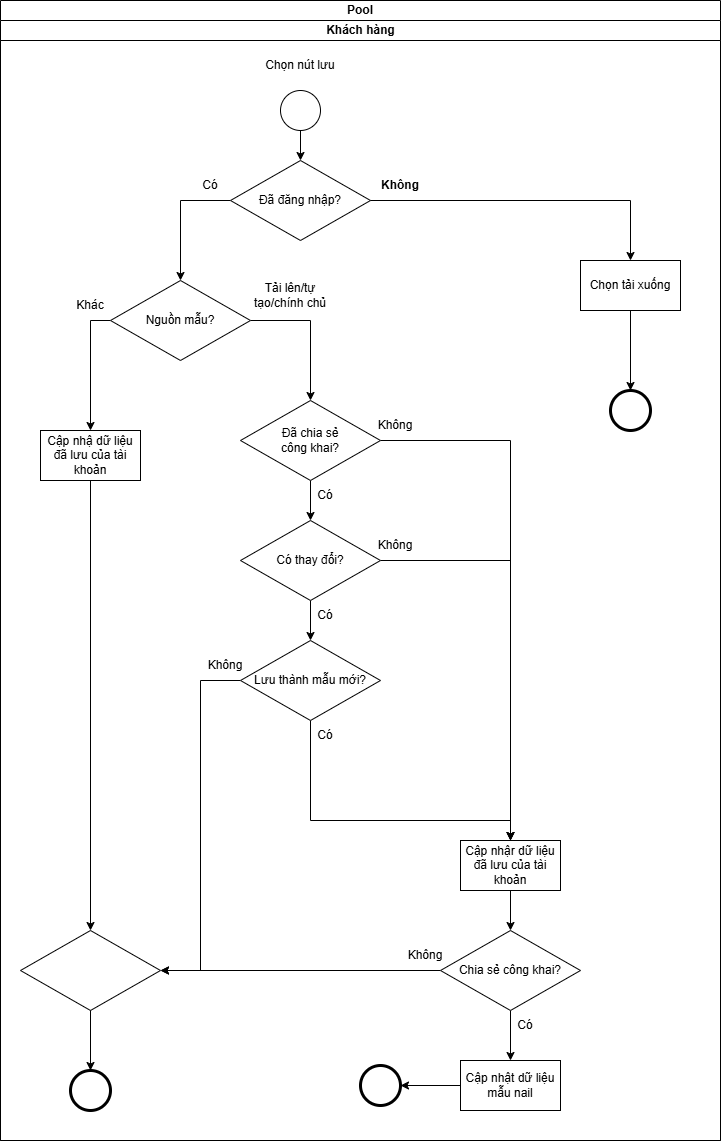 Pool
Khách hàng
Chọn nút lưu
Có
Không
Đã đăng nhập?
Tải lên/tự
tạo/chính chủ
Chọn tải xuống
Khác
Nguồn mẫu?
Không
Đã chia sẻ
công khai?
Cập nhậ dữ liệu
đã lưu của tài
khoản
Có
Không
Có thay đổi?
Có
Không
Lưu thành mẫu mới?
Có
Cập nhậr dữ liệu
đã lưu của tài
khoản
Không
Chia sẻ công khai?
Có
Cập nhật dữ liệu
mẫu nail